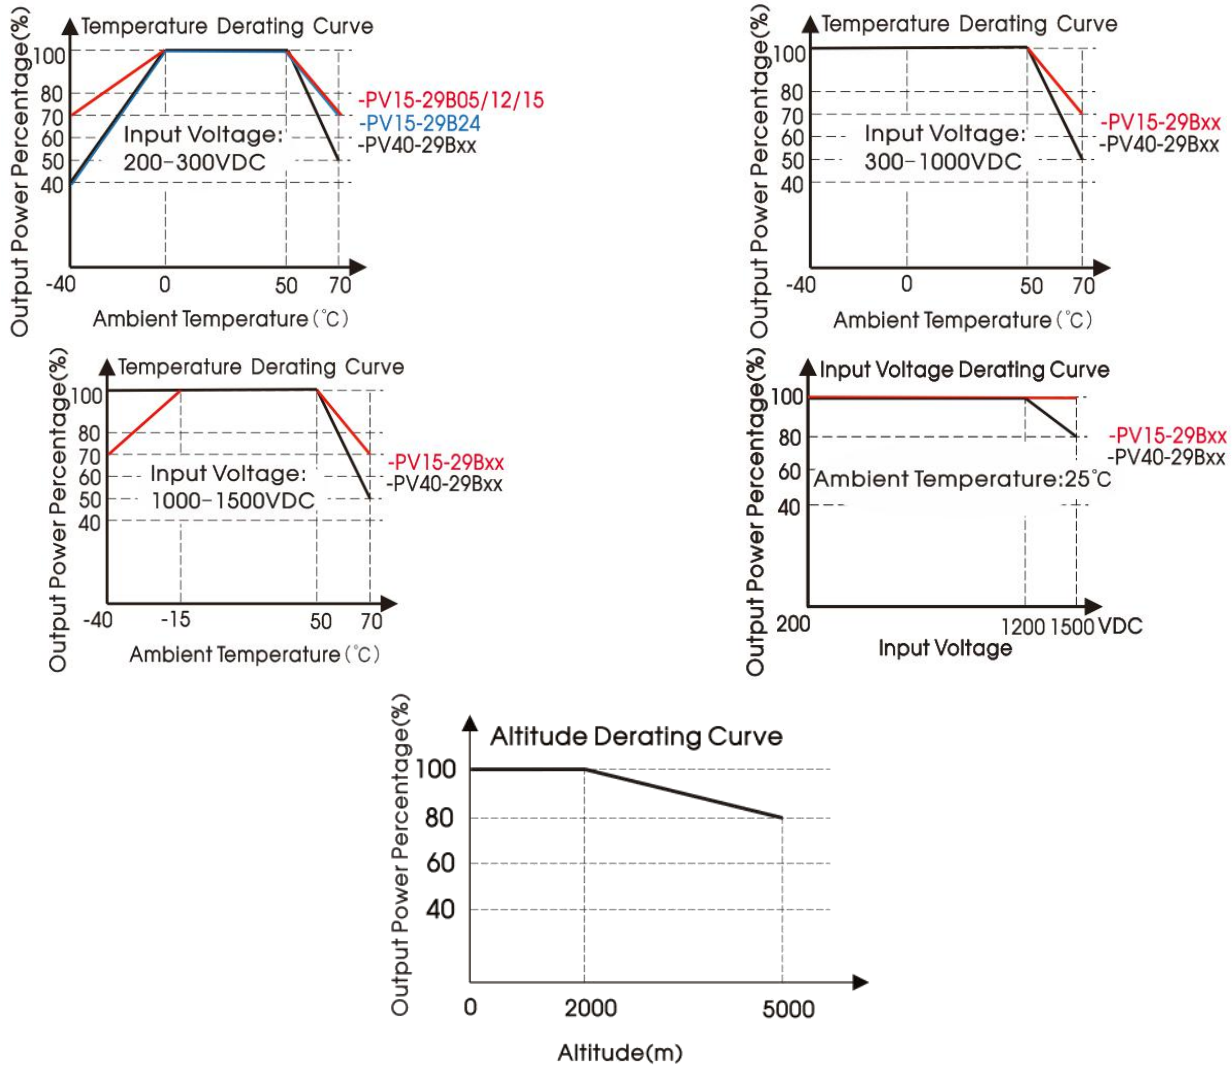 Temperature Derating Curve
Output Power Percentage(%)
100
80
70
60
50
40
Input Voltage:
200-300VDC
-PV15-29B05/12/15
-PV15-29B24
-PV40-29Bxx
-40 0 50 70
Ambient Temperature(°C)
Temperature Derating Curve
Output Power Percentage(%)
100
80
70
60
50
40
Input Voltage:
300-1000VDC
-PV15-29Bxx
-PV40-29Bxx
-40 0 50 70
Ambient Temperature(°C)
Temperature Derating Curve
Output Power Percentage(%)
100
80
70
60
50
40
Input Voltage:
1000-1500VDC
-PV15-29Bxx
-PV40-29Bxx
-40 -15 50 70
Ambient Temperature(°C)
Input Voltage Derating Curve
Output Power Percentage(%)
100
80
60
40
Ambient Temperature:25°C
-PV15-29Bxx
-PV40-29Bxx
200 1200 1500 VDC
Input Voltage
Altitude Derating Curve
Output Power Percentage(%)
100
80
60
40
0 2000 5000
Altitude(m)